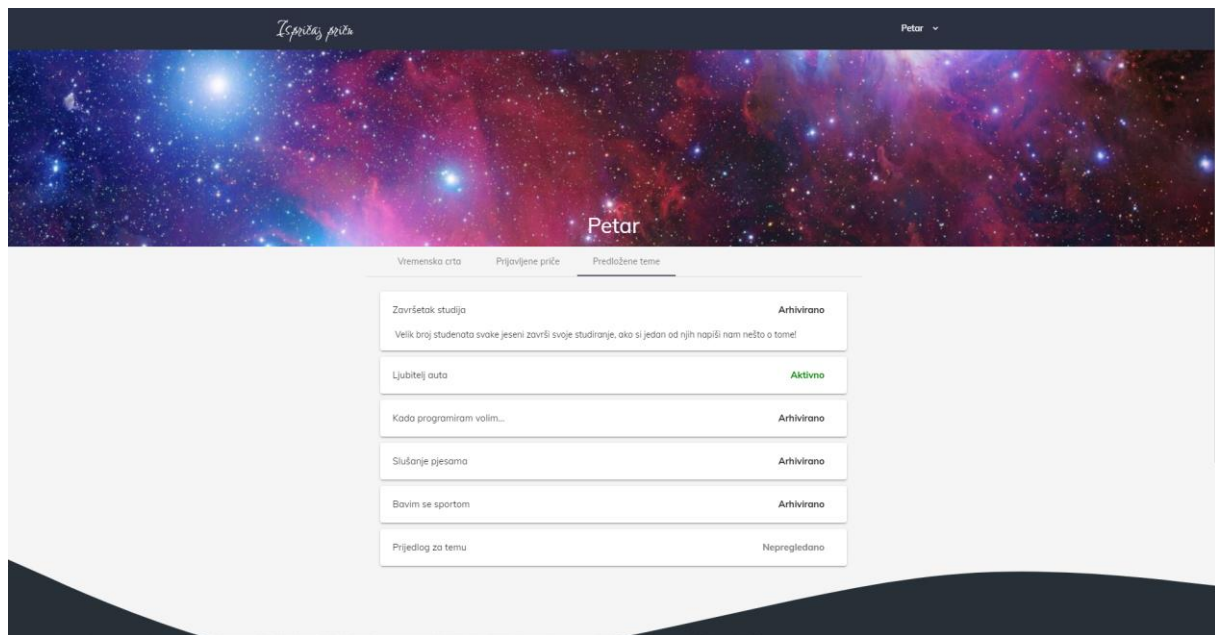 Ispričaj priču
Petar
Petar
Vremenska crta Prijavljene priče Predložene teme
Završetak studija Arhivirano
Velik broj studenata svake jeseni završi svoje studiranje, ako si jedan od njih napiši nam nešto o tome!
Ljubitelj auta Aktivno
Kada programiram volim... Arhivirano
Slušanje pjesama Arhivirano
Bavim se sportom Arhivirano
Prijedlog za temu Nepregledano